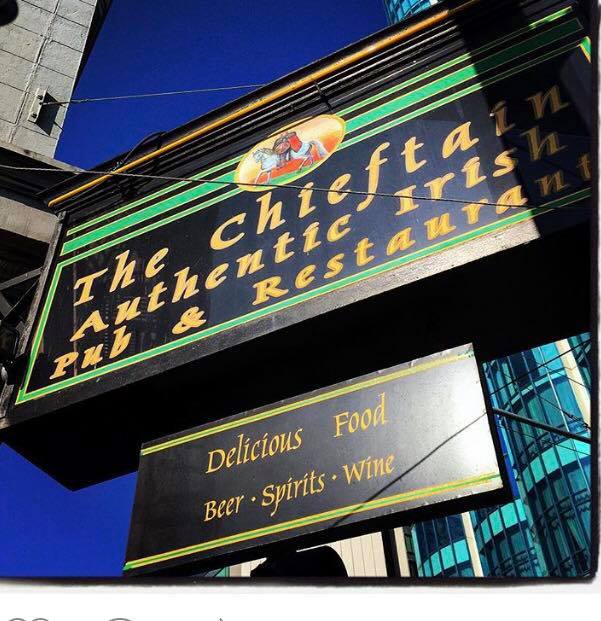 The Chieftain
Authentic Irish
Pub & Restaurant
Delicious Food
Beer · Spirits · Wine